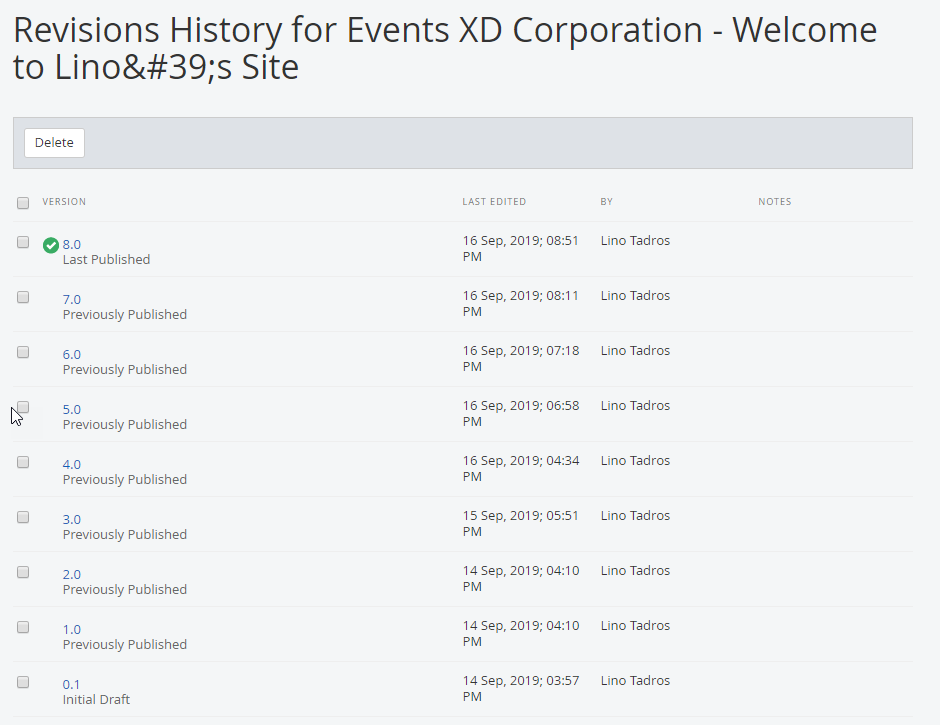 Revisions History for Events XD Corporation - Welcome
to Lino&#39;s Site
Delete
VERSION LAST EDITED BY NOTES
8.0 16 Sep, 2019; 08:51 Lino Tadros
Last Published PM
7.0 16 Sep, 2019; 08:11 Lino Tadros
Previously Published PM
6.0 16 Sep, 2019; 07:18 Lino Tadros
Previously Published PM
5.0 16 Sep, 2019; 06:58 Lino Tadros
Previously Published PM
4.0 16 Sep, 2019; 04:34 Lino Tadros
Previously Published PM
3.0 15 Sep, 2019; 05:51 Lino Tadros
Previously Published PM
2.0 14 Sep, 2019; 04:10 Lino Tadros
Previously Published PM
1.0 14 Sep, 2019; 04:10 Lino Tadros
Previously Published PM
0.1 14 Sep, 2019; 03:57 Lino Tadros
Initial Draft PM